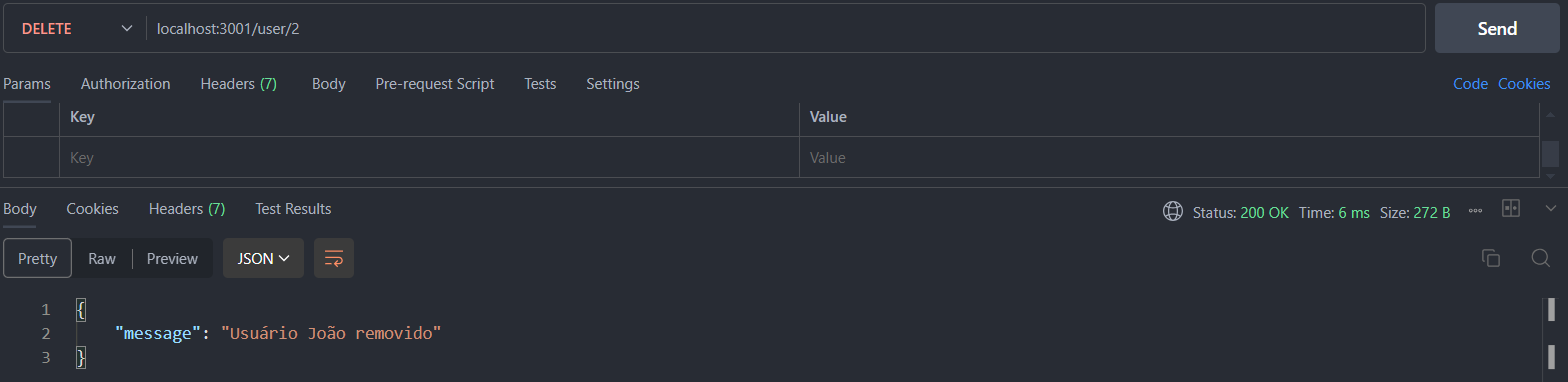 DELETE localhost:3001/user/2 Send
Params Authorization Headers (7) Body Pre-request Script Tests Settings Code Cookies
Key Value
Key Value
Body Cookies Headers (7) Test Results Status: 200 OK Time: 6 ms Size: 272 B
Pretty Raw Preview JSON
1 {
2 "message": "Usuário João removido"
3 }